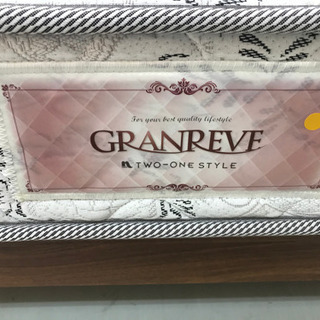 For your best quality lifestyle
GRANREVE
TWO-ONE STYLE